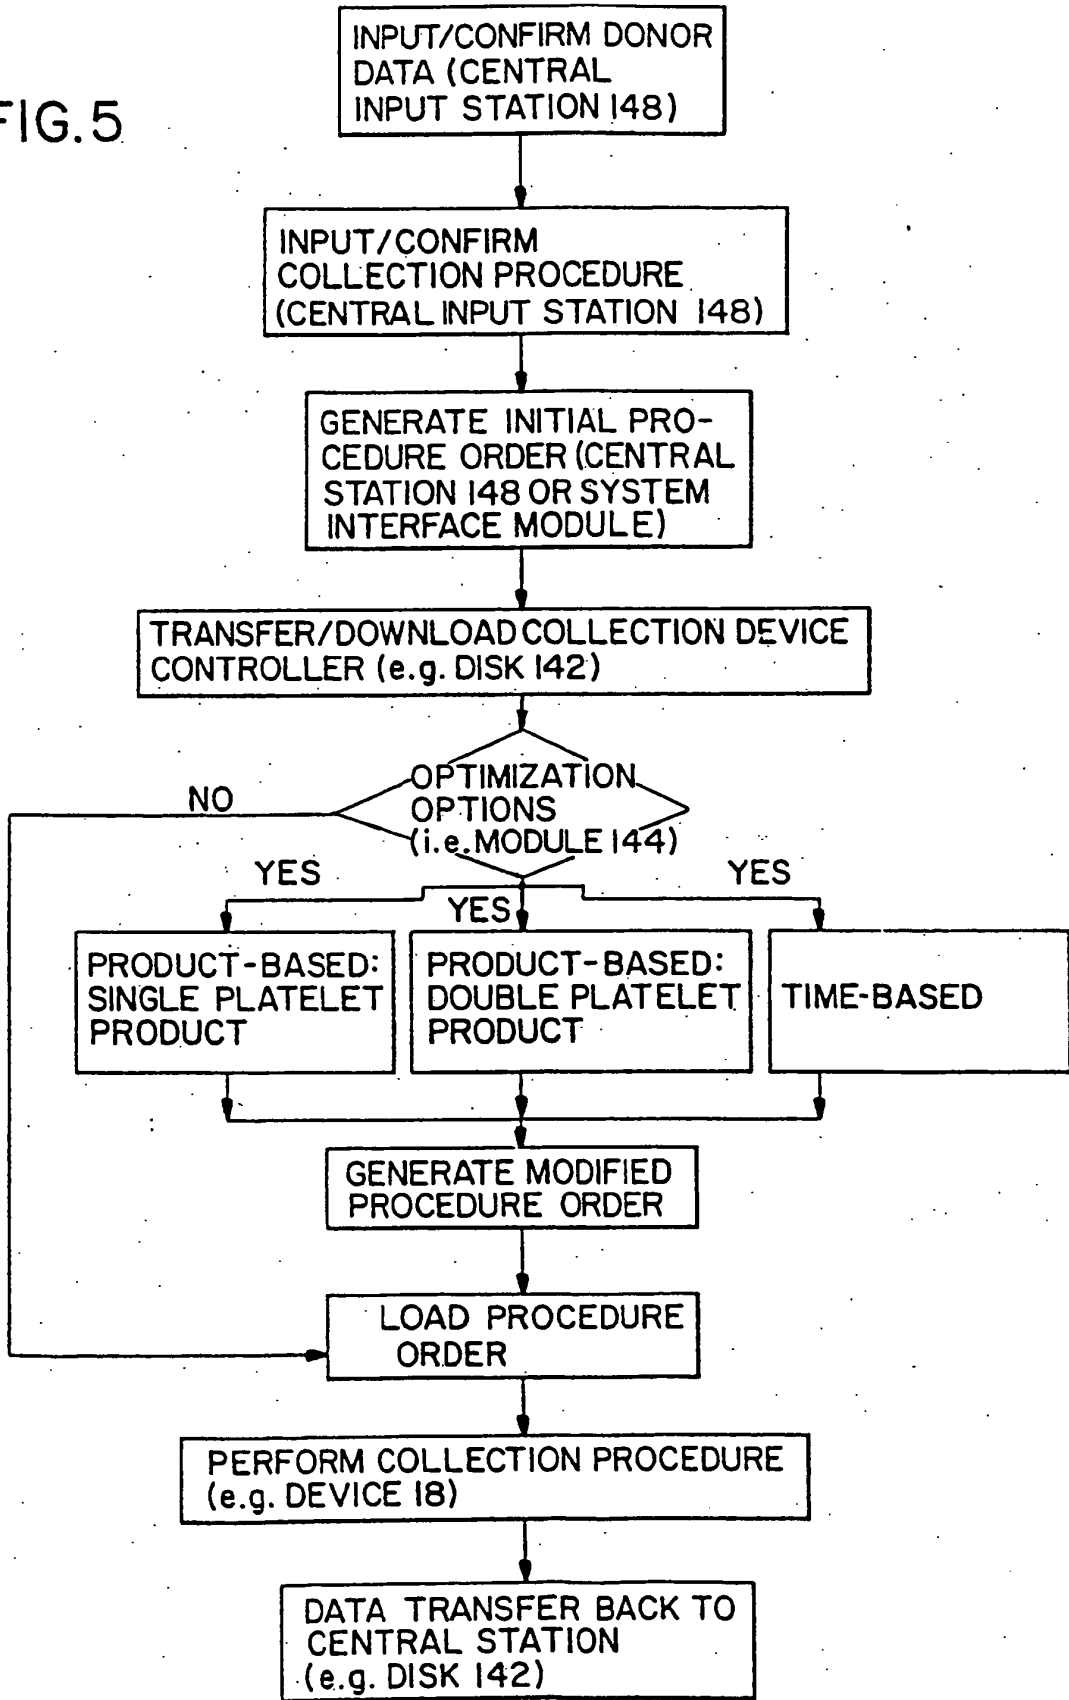 FIG.5
INPUT/CONFIRM DONOR
DATA (CENTRAL
INPUT STATION 148)
INPUT/CONFIRM
COLLECTION PROCEDURE
(CENTRAL INPUT STATION 148)
GENERATE INITIAL PRO-
CEDURE ORDER (CENTRAL
STATION 148 OR SYSTEM
INTERFACE MODULE)
TRANSFER/DOWNLOAD COLLECTION DEVICE
CONTROLLER (e.g. DISK 142)
OPTIMIZATION
OPTIONS
(i.e. MODULE 144)
NO
YES
YES
YES
PRODUCT-BASED:
SINGLE PLATELET
PRODUCT
PRODUCT-BASED:
DOUBLE PLATELET
PRODUCT
TIME-BASED
GENERATE MODIFIED
PROCEDURE ORDER
LOAD PROCEDURE
ORDER
PERFORM COLLECTION PROCEDURE
(e.g. DEVICE 18)
DATA TRANSFER BACK TO
CENTRAL STATION
(e.g. DISK 142)